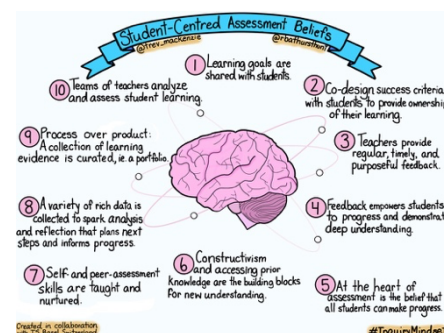 Student-Centred Assessment Beliefs
@trev_mackenzie
@rbathursthunt
1 Learning goals are
shared with students.
2 Co-design success criteria
with students to provide ownership
of their learning.
3 Teachers provide
regular, timely, and
purposeful feedback.
4 Feedback empowers students
to progress and demonstrate
deep understanding.
5 At the heart of
assessment is the belief that
all students can make progress.
6 Constructivism
and accessing prior
knowledge are the building blocks
for new understanding.
7 Self- and peer-assessment
skills are taught and
nurtured.
8 A variety of rich data is
collected to spark analysis
and reflection that plans next
steps and informs progress.
9 Process over product:
A collection of learning
evidence is curated, i.e. a portfolio.
10 Teams of teachers analyze
and assess student learning.
Created in collaboration
#InquiryMindset